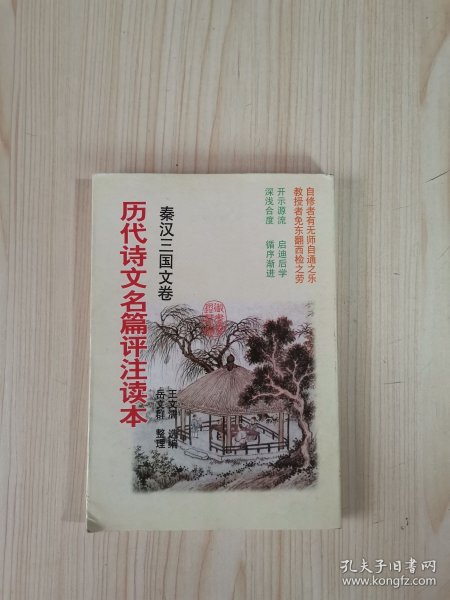 自修者有无师自通之乐
教授者免东翻西检之劳
开示源流 启迪后学
深浅合度 循序渐进
秦汉三国文卷
历代诗文名篇评注读本
王文濡 选编
岳文群 整理
孔夫子旧书网
www.kongfz.com